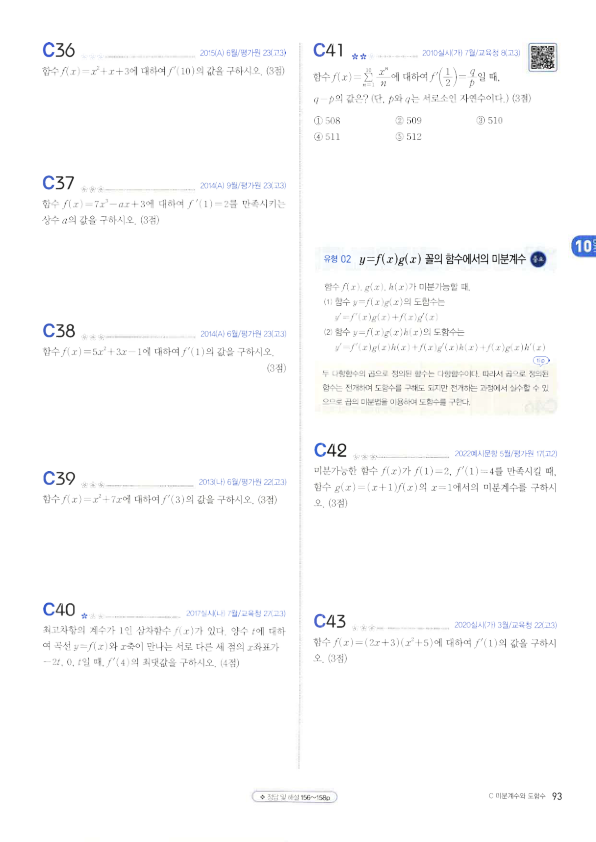 C36
2015(A) 6월/평가원 23(고3)
함수 f(x)=x²+x+3에 대하여 f'(10)의 값을 구하시오. (3점)
C37
2014(A) 9월/평가원 23(고3)
함수 f(x)=7x³-ax+3에 대하여 f'(1)=2를 만족시키는
상수 a의 값을 구하시오. (3점)
C38
2014(A) 6월/평가원 23(고3)
함수 f(x)=5x²+3x-1에 대하여 f'(1)의 값을 구하시오.
(3점)
C39
2013(나) 6월/평가원 22(고3)
함수 f(x)=x²+7x에 대하여 f'(3)의 값을 구하시오. (3점)
C40
2017실시(나) 7월/교육청 27(고3)
최고차항의 계수가 1인 삼차함수 f(x)가 있다. 양수 t에 대하
여 곡선 y=f(x)와 x축이 만나는 서로 다른 세 점의 x좌표가
-2t, 0, t일 때, f'(4)의 최댓값을 구하시오. (4점)
C41
2010실시(가) 7월/교육청 8(고3)
함수 f(x)=∑ xⁿ/n 에 대하여 f'(1/2)=q/p일 때,
q-p의 값은? (단, p와 q는 서로소인 자연수이다.) (3점)
① 508 ② 509 ③ 510
④ 511 ⑤ 512
10
유형 02 y=f(x)g(x) 꼴의 함수에서의 미분계수 중요
함수 f(x), g(x), h(x)가 미분가능할 때,
(1) 함수 y=f(x)g(x)의 도함수는
y'=f'(x)g(x)+f(x)g'(x)
(2) 함수 y=f(x)g(x)h(x)의 도함수는
y'=f'(x)g(x)h(x)+f(x)g'(x)h(x)+f(x)g(x)h'(x)
tip
두 다항함수의 곱으로 정의된 함수는 다항함수이다. 따라서 곱으로 정의된
함수는 전개하여 도함수를 구해도 되지만 전개하는 과정에서 실수할 수 있
으므로 곱의 미분법을 이용하여 도함수를 구한다.
C42
2022예시문항 5월/평가원 17(고2)
미분가능한 함수 f(x)가 f(1)=2, f'(1)=4를 만족시킬 때,
함수 g(x)=(x+1)f(x)의 x=1에서의 미분계수를 구하시
오. (3점)
C43
2020실시(가) 3월/교육청 22(고3)
함수 f(x)=(2x+3)(x²+5)에 대하여 f'(1)의 값을 구하시
오. (3점)
정답 및 해설 156~158p
C 미분계수와 도함수 93